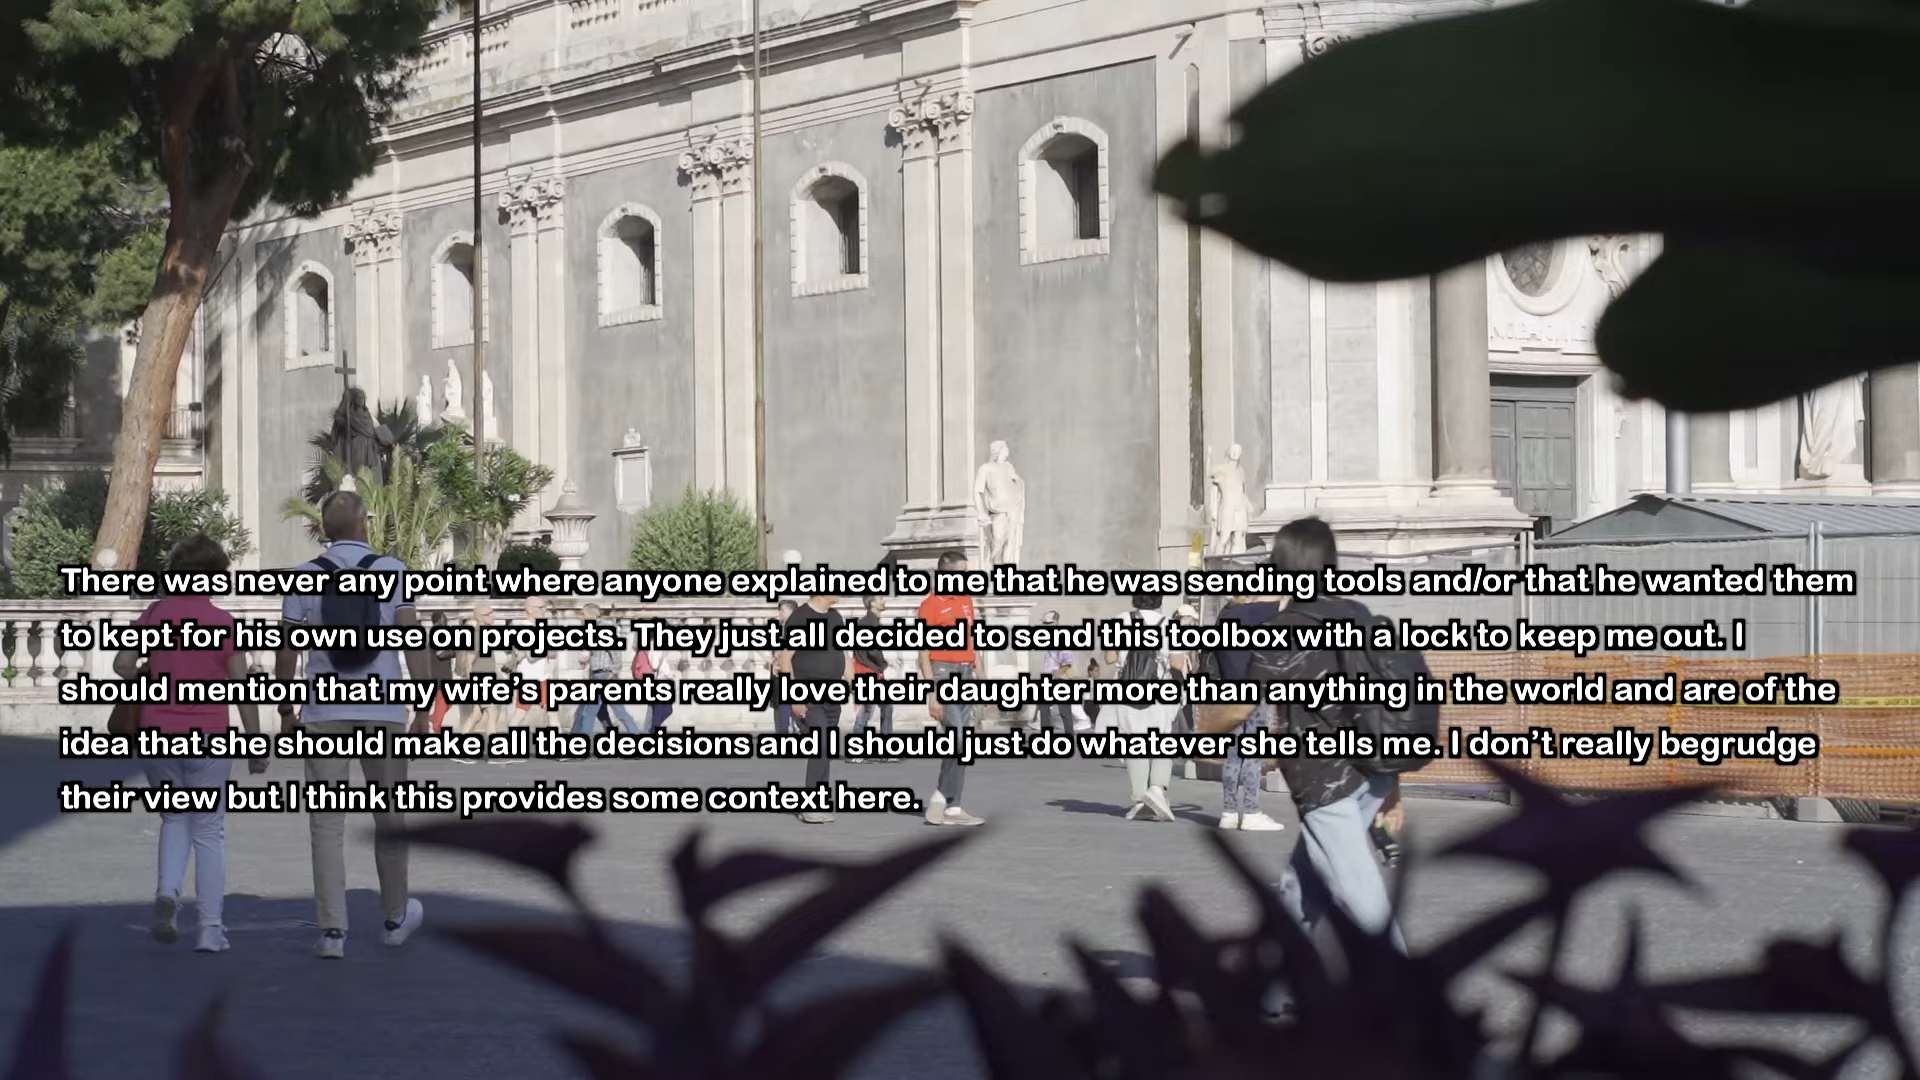 There was never any point where anyone explained to me that he was sending tools and/or that he wanted them
to kept for his own use on projects. They just all decided to send this toolbox with a lock to keep me out. I
should mention that my wife’s parents really love their daughter more than anything in the world and are of the
idea that she should make all the decisions and I should just do whatever she tells me. I don’t really begrudge
their view but I think this provides some context here.